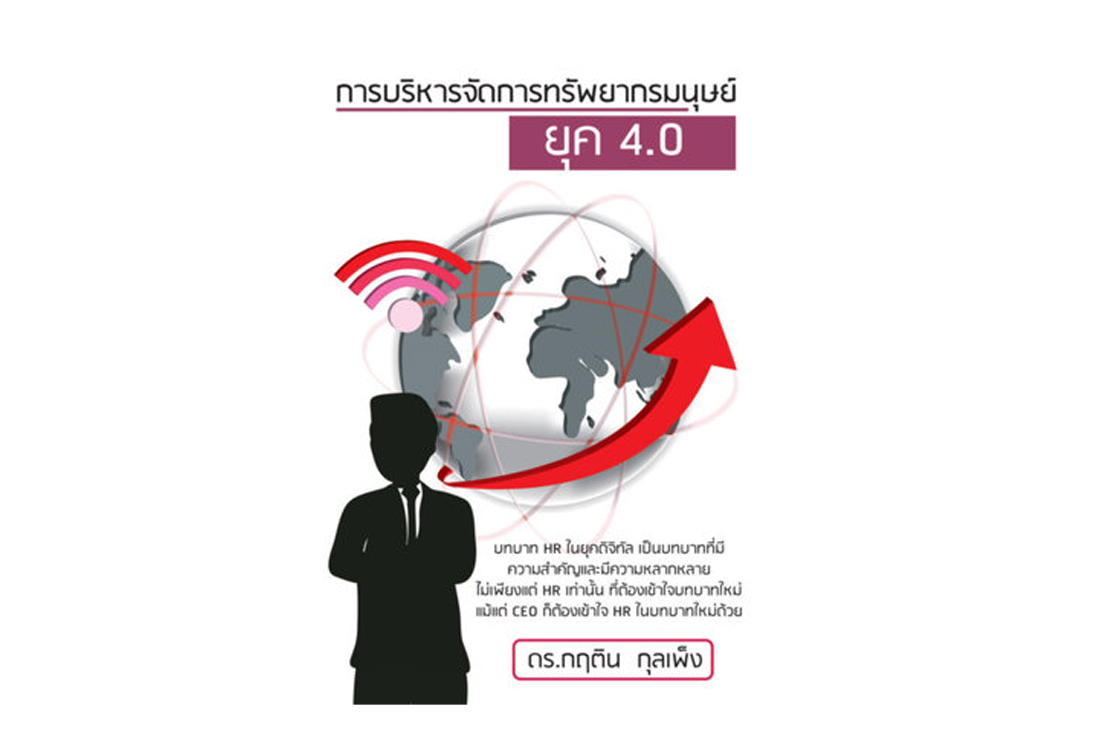 การบริหารจัดการทรัพยากรมนุษย์
ยุค 4.0
บทบาท HR ในยุคดิจิทัล เป็นบทบาทที่มี
ความสำคัญและมีความหลากหลาย
ไม่เพียงแต่ HR เท่านั้น ที่ต้องเข้าใจบทบาทใหม่
แม้แต่ CEO ก็ต้องเข้าใจ HR ในบทบาทใหม่ด้วย
ดร.กฤติน กุลเพ็ง